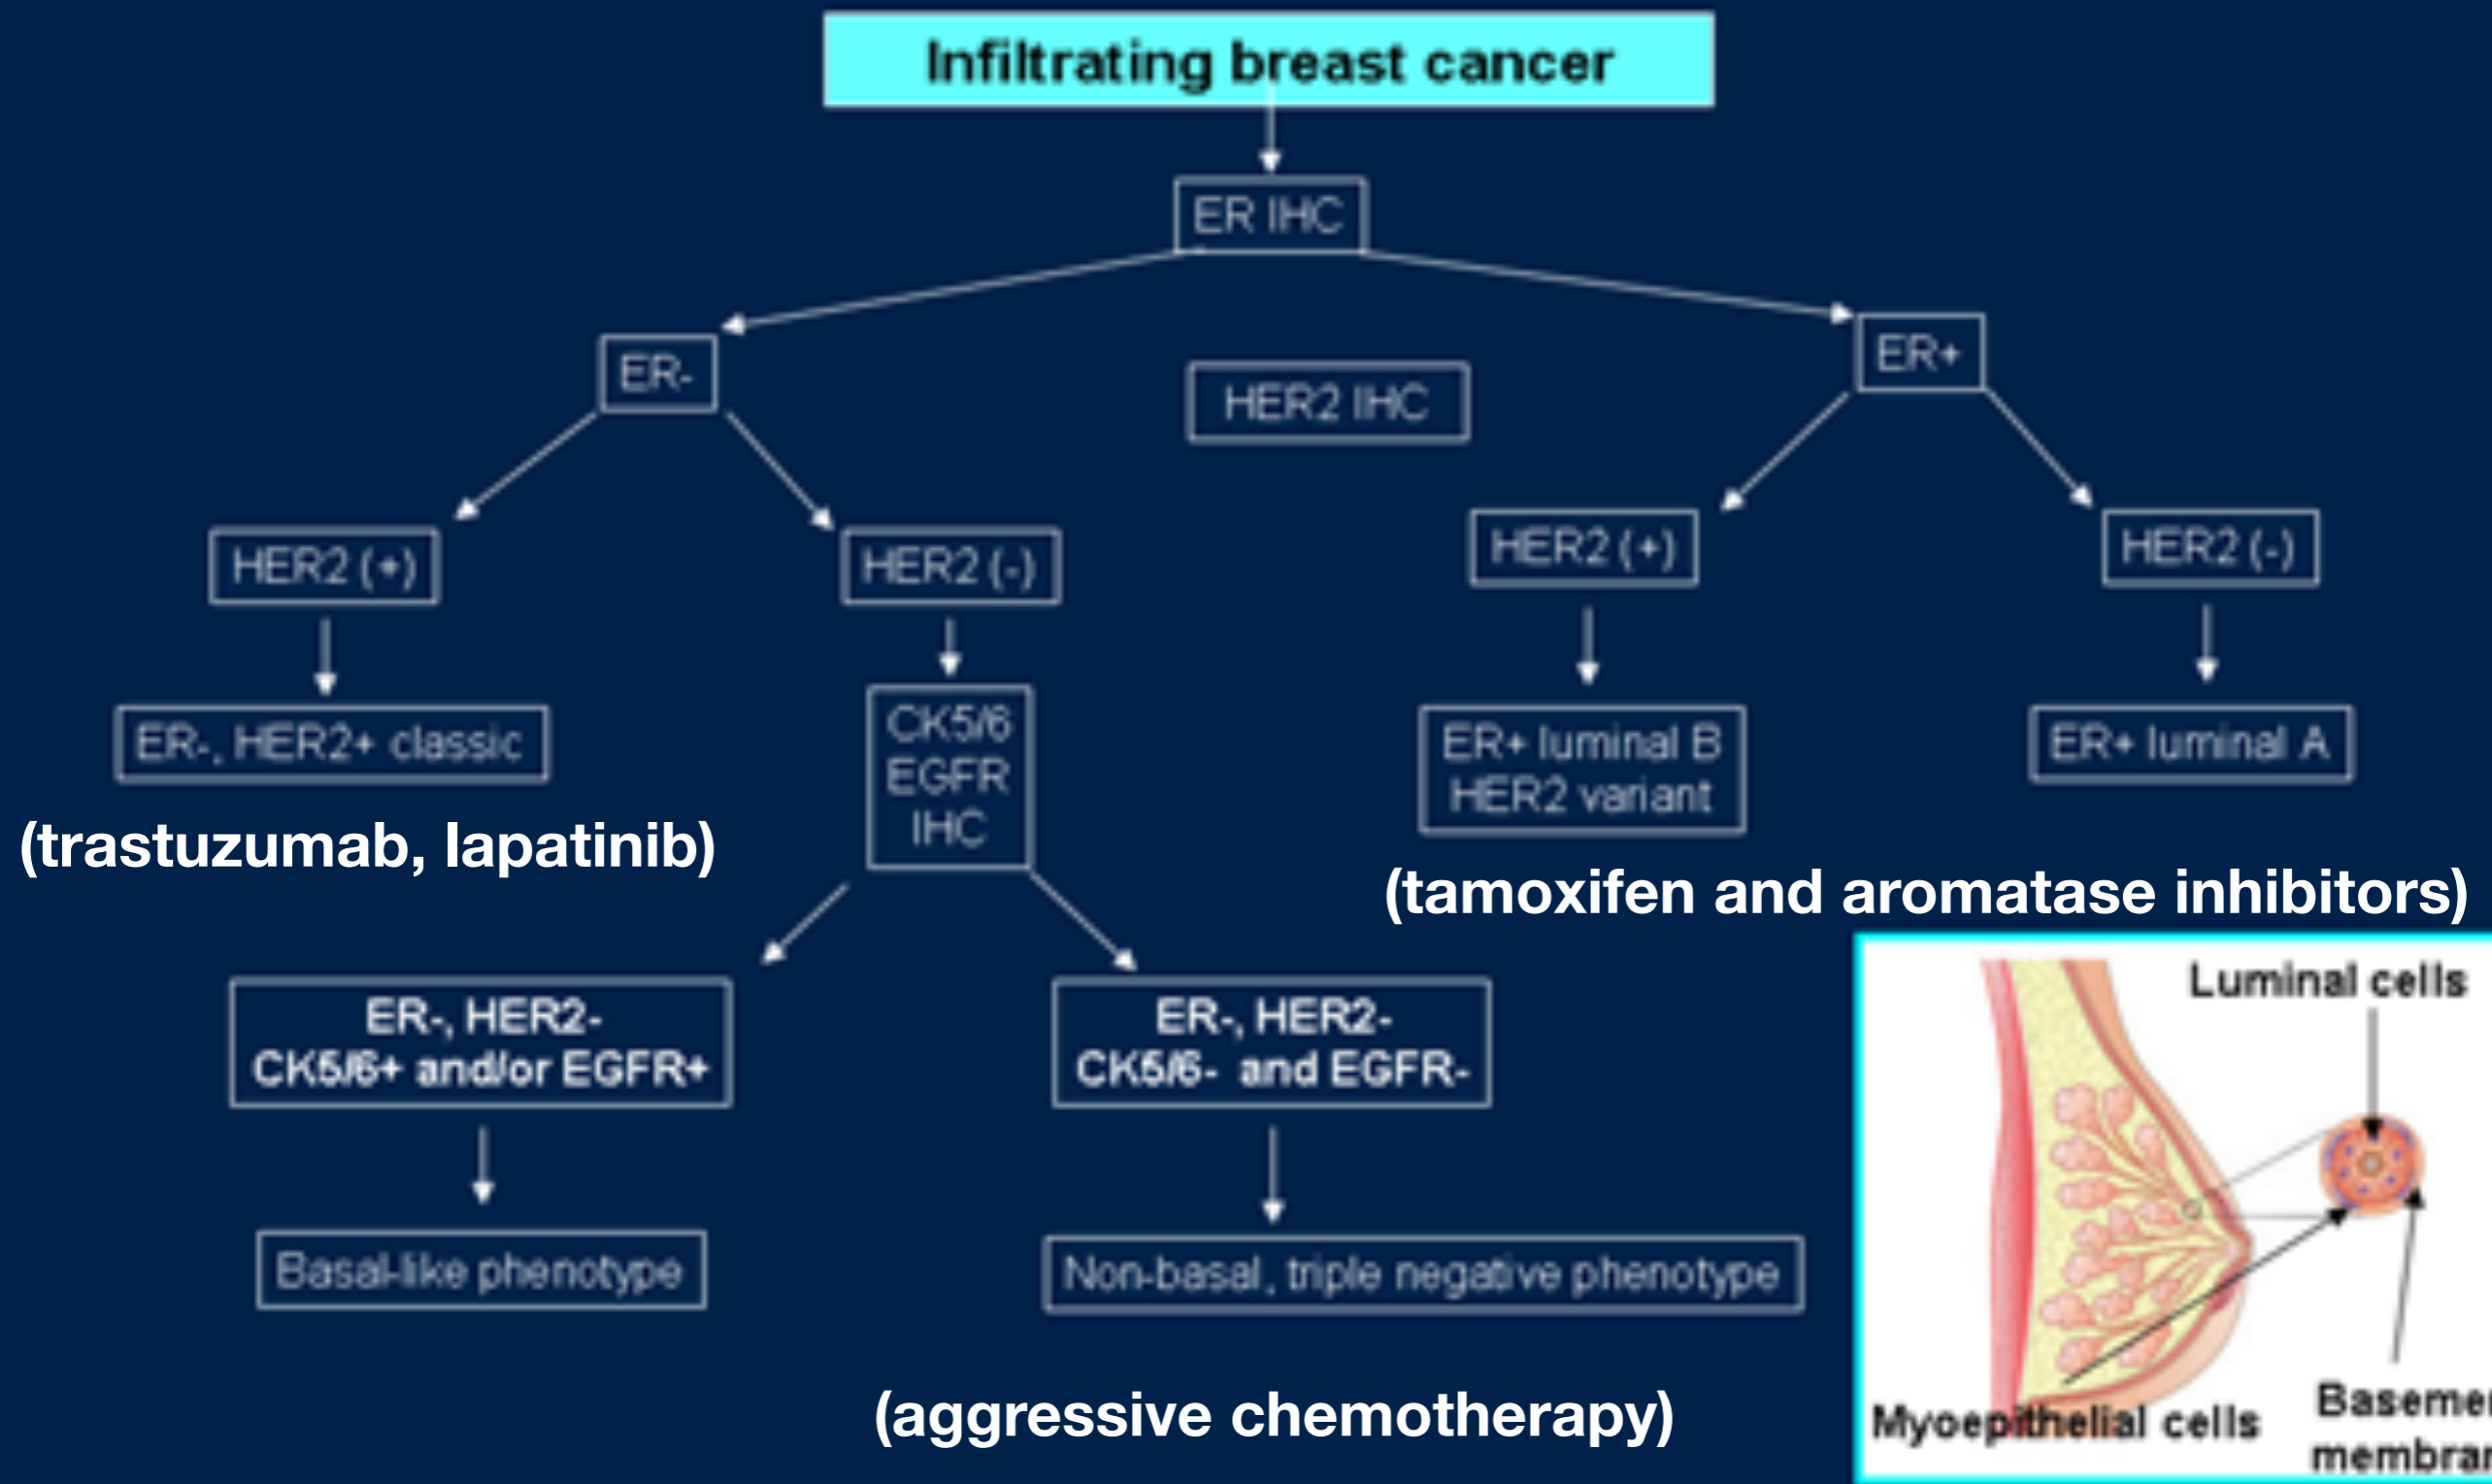 Infiltrating breast cancer
ER IHC
ER-
HER2 IHC
ER+
HER2 (+)
HER2 (-)
HER2 (+)
HER2 (-)
ER-, HER2+ classic
CK5/6
EGFR
IHC
ER+ luminal B
HER2 variant
ER+ luminal A
(trastuzumab, lapatinib)
(tamoxifen and aromatase inhibitors)
ER-, HER2-
CK5/6+ and/or EGFR+
ER-, HER2-
CK5/6- and EGFR-
Basal-like phenotype
Non-basal, triple negative phenotype
(aggressive chemotherapy)
Luminal cells
Myoepithelial cells